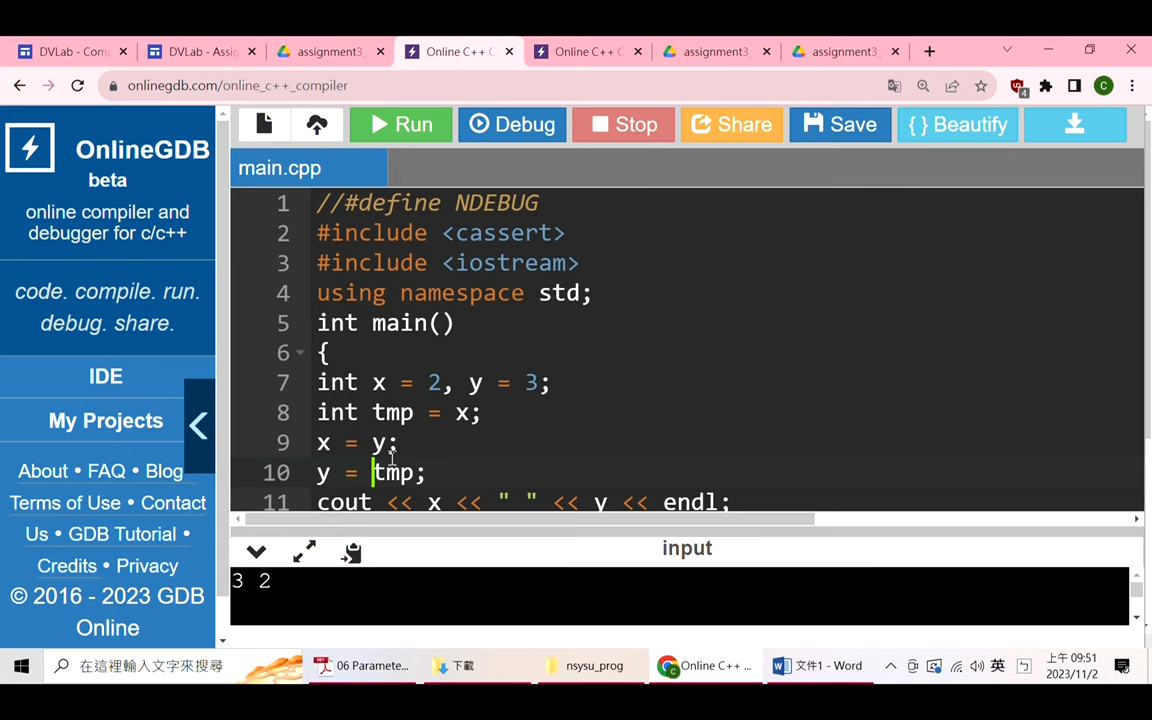 DVLab - Com
DVLab - Assig
assignment3_
Online C++ C
Online C++ C
assignment3_
assignment3_
onlinegdb.com/online_c++_compiler
4
C
OnlineGDB
beta
online compiler and
debugger for c/c++
code. compile. run.
debug. share.
IDE
My Projects
About • FAQ • Blog
Terms of Use • Contact
Us • GDB Tutorial •
Credits • Privacy
© 2016 - 2023 GDB
Online
Run
Debug
Stop
Share
Save
{ } Beautify
main.cpp
1 //#define NDEBUG
2 #include <cassert>
3 #include <iostream>
4 using namespace std;
5 int main()
6 {
7 int x = 2, y = 3;
8 int tmp = x;
9 x = y;
10 y = tmp;
11 cout << x << " " << y << endl;
input
3 2
在這裡輸入文字來搜尋
06 Paramete...
下載
nsysu_prog
Online C++ ...
文件1 - Word
英
上午 09:51
2023/11/2